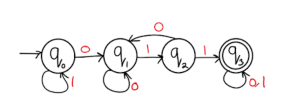 0
0 1 1
q₀ q₁ q₂ q₃
1 0 0,1